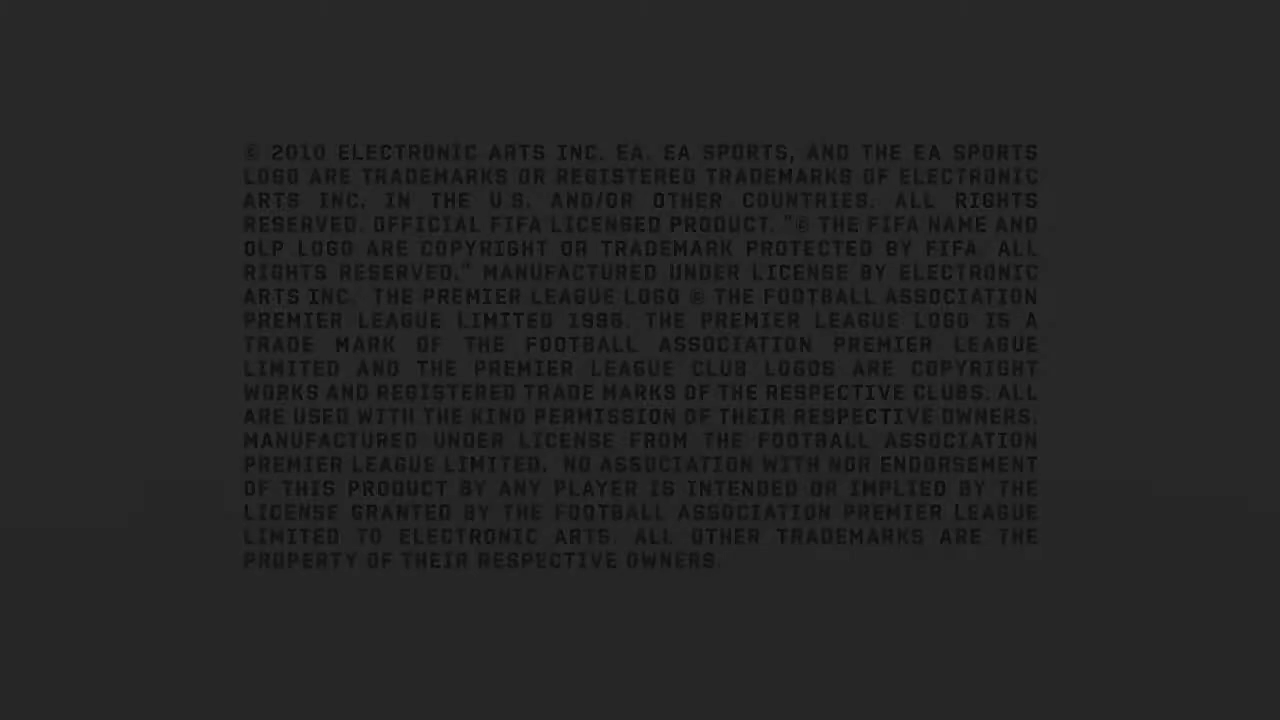 © 2010 ELECTRONIC ARTS INC. EA. EA SPORTS, AND THE EA SPORTS
LOGO ARE TRADEMARKS OR REGISTERED TRADEMARKS OF ELECTRONIC
ARTS INC. IN THE U.S. AND/OR OTHER COUNTRIES. ALL RIGHTS
RESERVED. OFFICIAL FIFA LICENSED PRODUCT. "© THE FIFA NAME AND
OLP LOGO ARE COPYRIGHT OR TRADEMARK PROTECTED BY FIFA. ALL
RIGHTS RESERVED." MANUFACTURED UNDER LICENSE BY ELECTRONIC
ARTS INC. THE PREMIER LEAGUE LOGO © THE FOOTBALL ASSOCIATION
PREMIER LEAGUE LIMITED 1996. THE PREMIER LEAGUE LOGO IS A
TRADE MARK OF THE FOOTBALL ASSOCIATION PREMIER LEAGUE
LIMITED AND THE PREMIER LEAGUE CLUB LOGOS ARE COPYRIGHT
WORKS AND REGISTERED TRADE MARKS OF THE RESPECTIVE CLUBS. ALL
ARE USED WITH THE KIND PERMISSION OF THEIR RESPECTIVE OWNERS.
MANUFACTURED UNDER LICENSE FROM THE FOOTBALL ASSOCIATION
PREMIER LEAGUE LIMITED. NO ASSOCIATION WITH NOR ENDORSEMENT
OF THIS PRODUCT BY ANY PLAYER IS INTENDED OR IMPLIED BY THE
LICENSE GRANTED BY THE FOOTBALL ASSOCIATION PREMIER LEAGUE
LIMITED TO ELECTRONIC ARTS. ALL OTHER TRADEMARKS ARE THE
PROPERTY OF THEIR RESPECTIVE OWNERS.